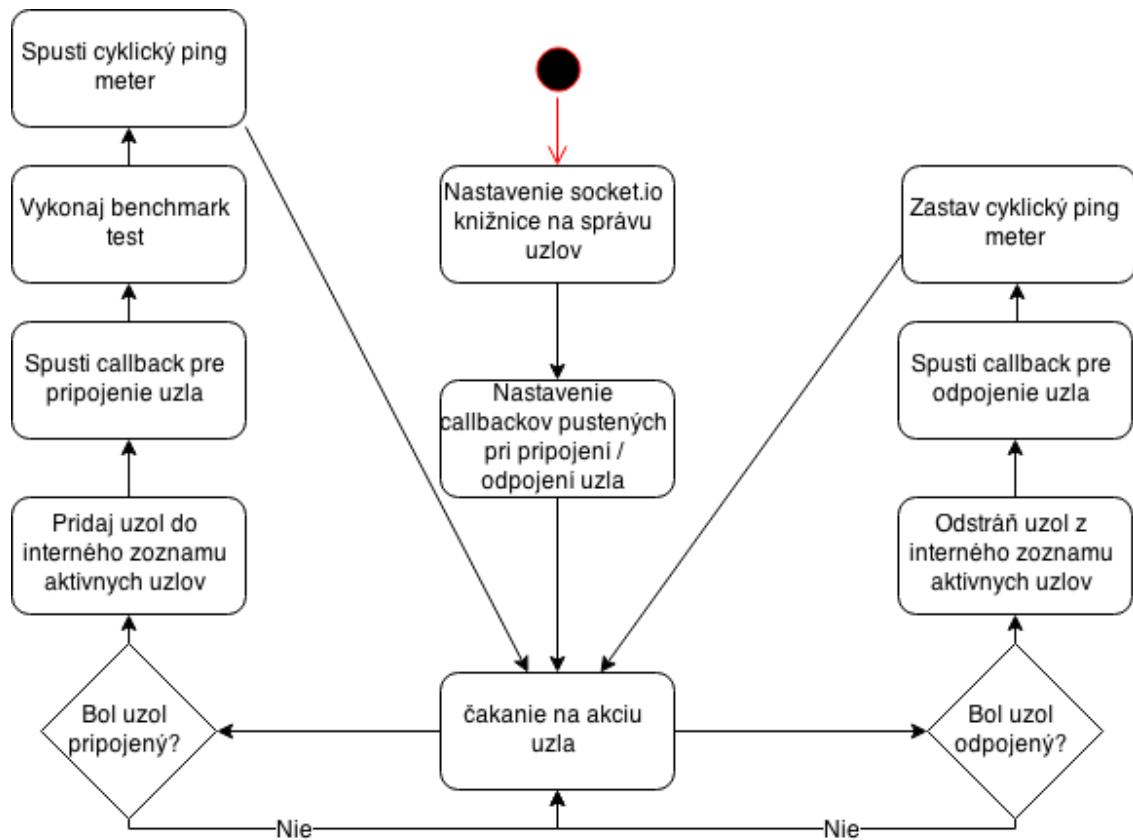 Spusti cyklický ping
meter
Vykonaj benchmark
test
Spusti callback pre
pripojenie uzla
Pridaj uzol do
interného zoznamu
aktívnych uzlov
Bol uzol
pripojený?
Nastavenie socket.io
knižnice na správu
uzlov
Nastavenie
callbackov pustených
pri pripojení /
odpojení uzla
čakanie na akciu
uzla
Zastav cyklický ping
meter
Spusti callback pre
odpojenie uzla
Odstráň uzol z
interného zoznamu
aktívnych uzlov
Bol uzol
odpojený?
Nie
Nie